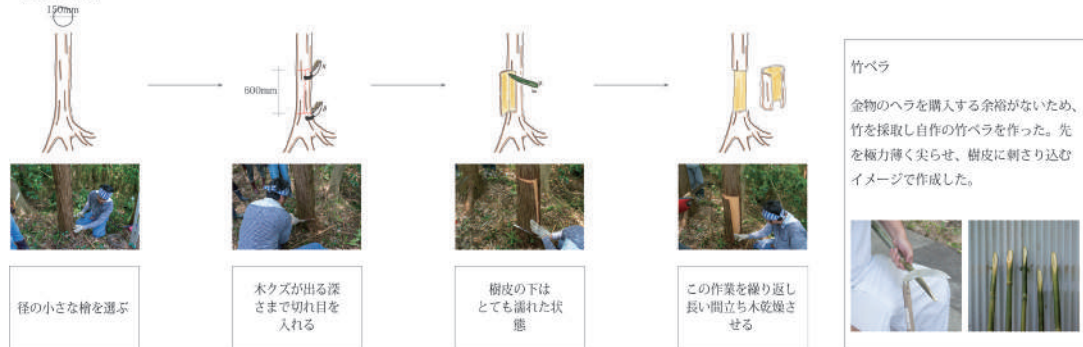 150mm
600mm
径の小さな檜を選ぶ
木クズが出る深
さまで切れ目を
入れる
樹皮の下は
とても濡れた状
態
この作業を繰り返し
長い間立ち木乾燥さ
せる
竹ベラ
金物のヘラを購入する余裕がないため、
竹を採取し自作の竹ベラを作った。先
を極力薄く尖らせ、樹皮に刺さり込む
イメージで作成した。